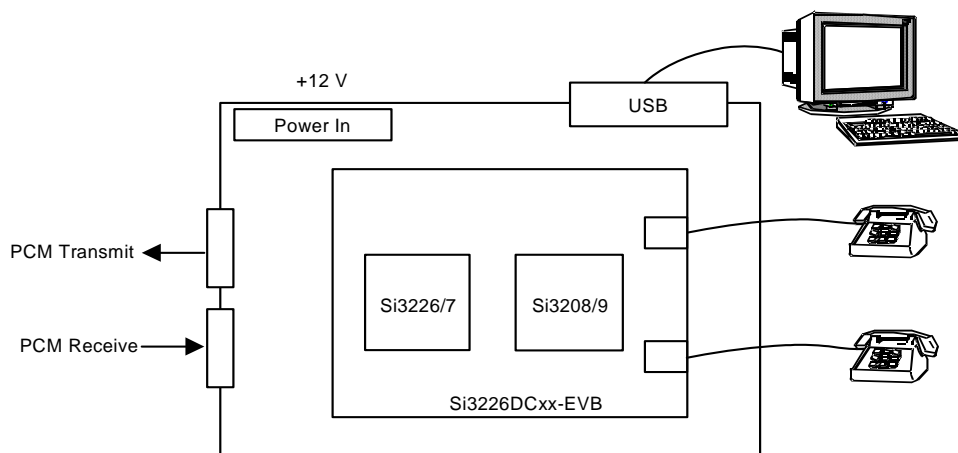 +12 V
USB
Power In
PCM Transmit
Si3226/7
Si3208/9
PCM Receive
Si3226DCxx-EVB